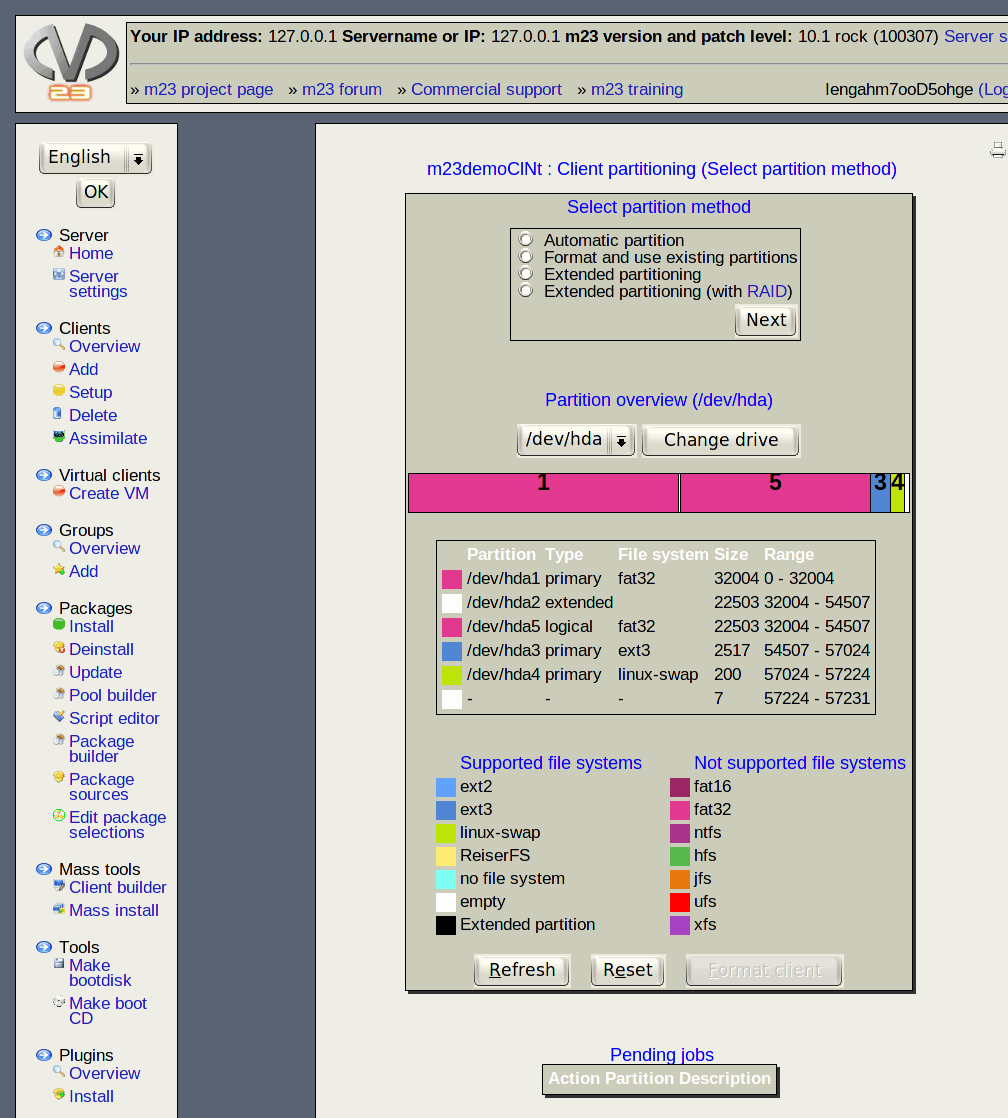 Your IP address: 127.0.0.1 Servername or IP: 127.0.0.1 m23 version and patch level: 10.1 rock (100307) Server s
23
» m23 project page » m23 forum » Commercial support » m23 training Iengahm7ooD5ohge (Log
English
OK
Server
Home
Server
settings
Clients
Overview
Add
Setup
Delete
Assimilate
Virtual clients
Create VM
Groups
Overview
Add
Packages
Install
Deinstall
Update
Pool builder
Script editor
Package
builder
Package
sources
Edit package
selections
Mass tools
Client builder
Mass install
Tools
Make
bootdisk
Make boot
CD
Plugins
Overview
Install
m23demoClNt : Client partitioning (Select partition method)
Select partition method
Automatic partition
Format and use existing partitions
Extended partitioning
Extended partitioning (with RAID)
Next
Partition overview (/dev/hda)
/dev/hda Change drive
1 5 3 4
Partition Type File system Size Range
/dev/hda1 primary fat32 32004 0 - 32004
/dev/hda2 extended 22503 32004 - 54507
/dev/hda5 logical fat32 22503 32004 - 54507
/dev/hda3 primary ext3 2517 54507 - 57024
/dev/hda4 primary linux-swap 200 57024 - 57224
- - - 7 57224 - 57231
Supported file systems Not supported file systems
ext2 fat16
ext3 fat32
linux-swap ntfs
ReiserFS hfs
no file system jfs
empty ufs
Extended partition xfs
Refresh Reset Format client
Pending jobs
Action Partition Description